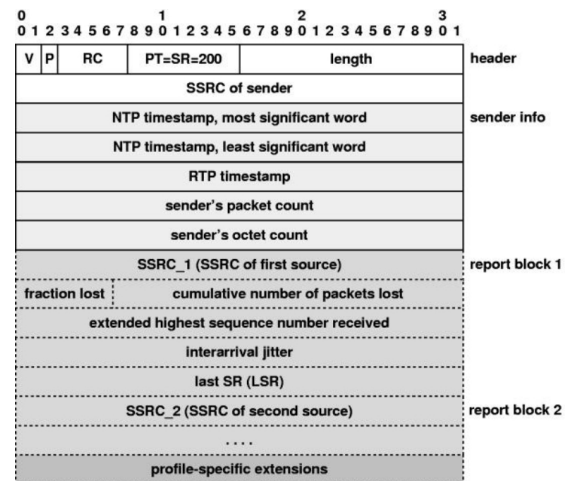 0 1 2 3
0 1 2 3 4 5 6 7 8 9 0 1 2 3 4 5 6 7 8 9 0 1 2 3 4 5 6 7 8 9 0 1
V P RC PT=SR=200 length header
SSRC of sender
NTP timestamp, most significant word sender info
NTP timestamp, least significant word
RTP timestamp
sender's packet count
sender's octet count
SSRC_1 (SSRC of first source) report block 1
fraction lost cumulative number of packets lost
extended highest sequence number received
interarrival jitter
last SR (LSR)
SSRC_2 (SSRC of second source) report block 2
. . . .
profile-specific extensions